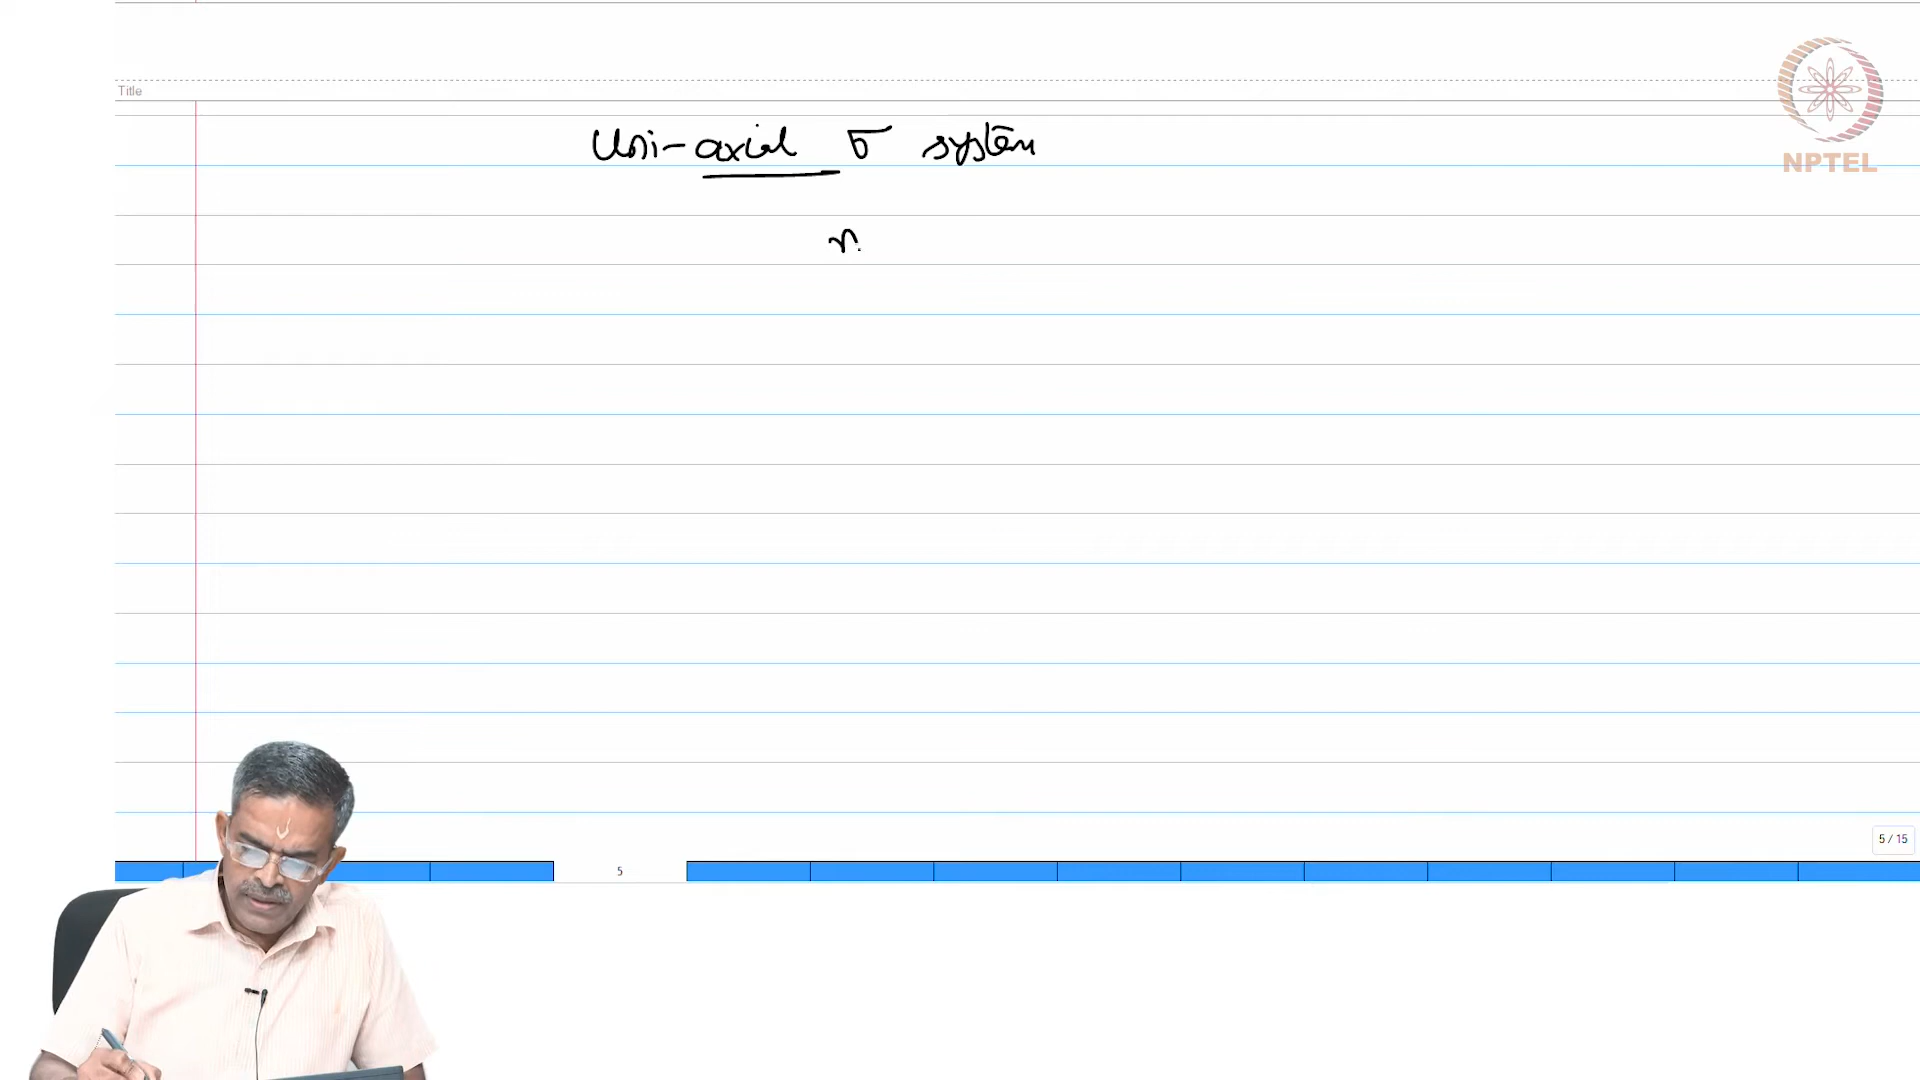 Title
Uni-axial σ system
n.
NPTEL
5 / 15
5